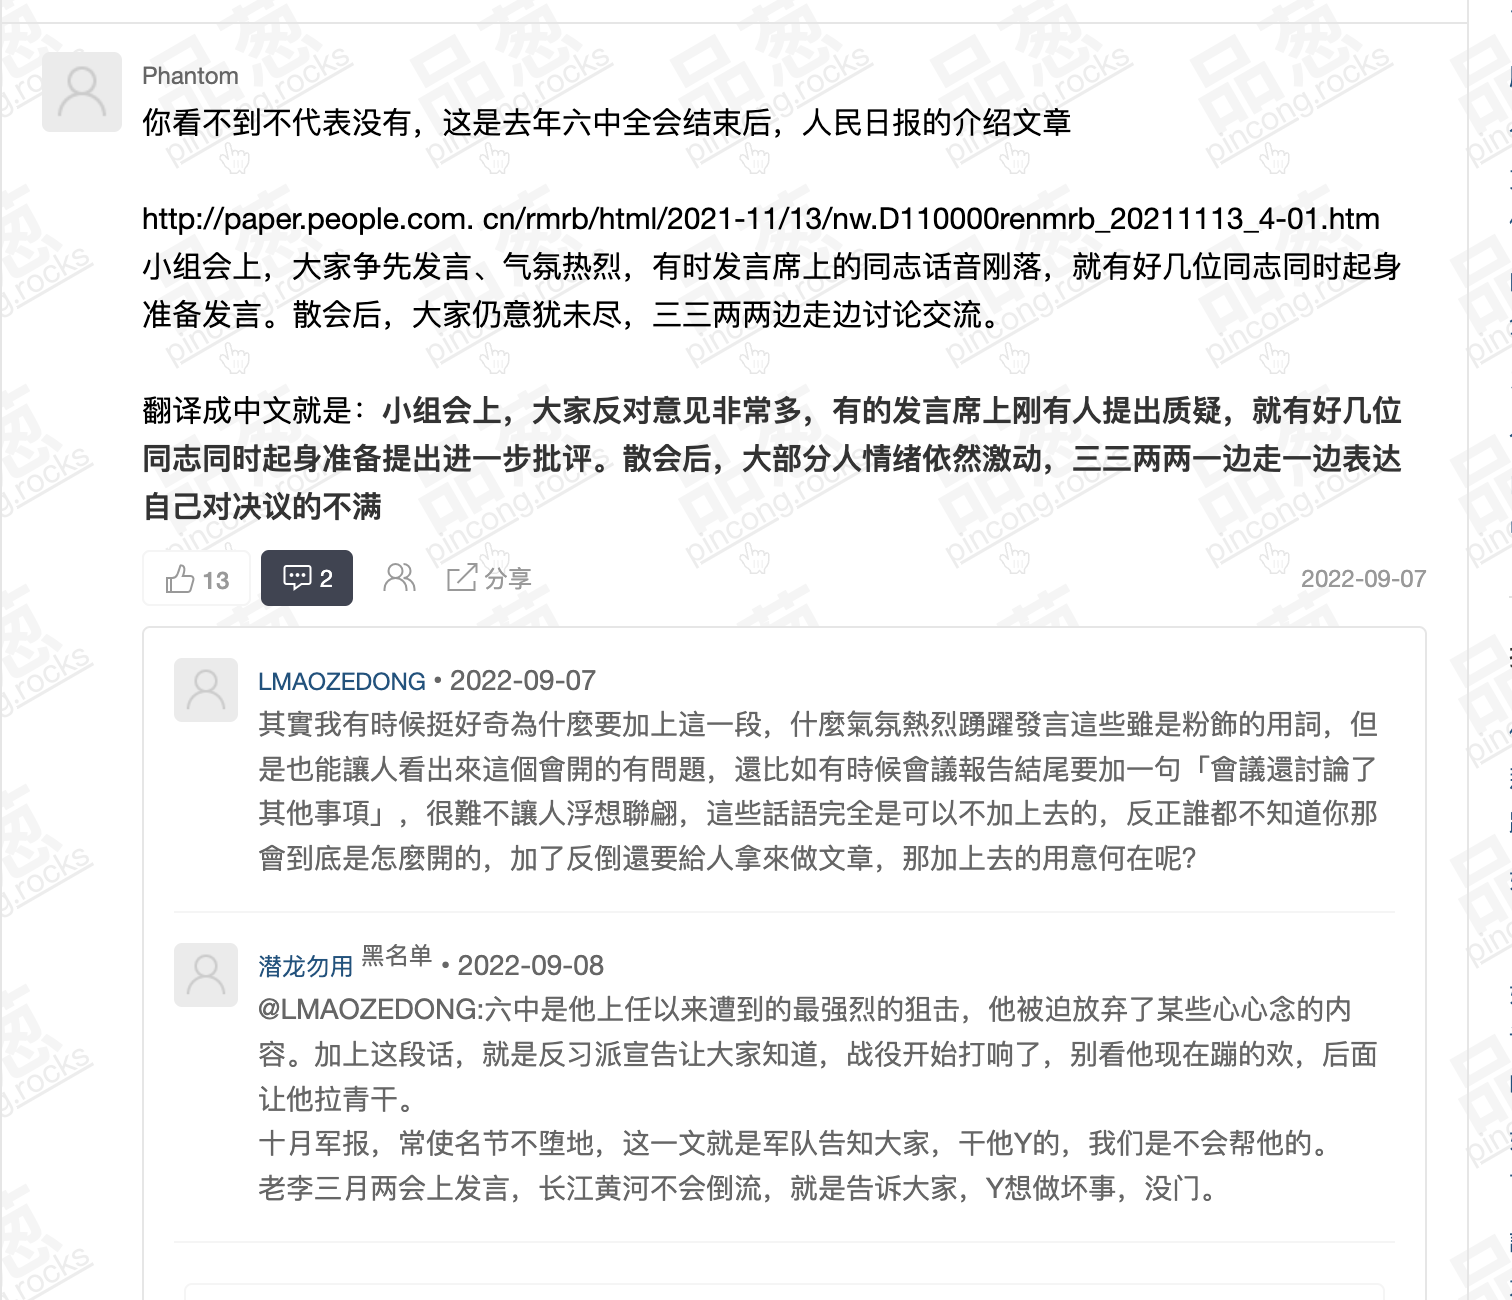 Phantom
你看不到不代表没有，这是去年六中全会结束后，人民日报的介绍文章
http://paper.people.com. cn/rmrb/html/2021-11/13/nw.D110000renmrb_20211113_4-01.htm
小组会上，大家争先发言、气氛热烈，有时发言席上的同志话音刚落，就有好几位同志同时起身
准备发言。散会后，大家仍意犹未尽，三三两两边走边讨论交流。
翻译成中文就是：小组会上，大家反对意见非常多，有的发言席上刚有人提出质疑，就有好几位
同志同时起身准备提出进一步批评。散会后，大部分人情绪依然激动，三三两两一边走一边表达
自己对决议的不满
13 2 分享 2022-09-07
LMAOZEDONG • 2022-09-07
其實我有時候挺好奇為什麼要加上這一段，什麼氣氛熱烈踴躍發言這些雖是粉飾的用詞，但
是也能讓人看出來這個會開的有問題，還比如有時候會議報告結尾要加一句「會議還討論了
其他事項」，很難不讓人浮想聯翩，這些話語完全是可以不加上去的，反正誰都不知道你那
會到底是怎麼開的，加了反倒還要給人拿來做文章，那加上去的用意何在呢?
潜龙勿用 黑名单 • 2022-09-08
@LMAOZEDONG:六中是他上任以来遭到的最强烈的狙击，他被迫放弃了某些心心念的内
容。加上这段话，就是反习派宣告让大家知道，战役开始打响了，别看他现在蹦的欢，后面
让他拉青干。
十月军报，常使名节不堕地，这一文就是军队告知大家，干他Y的，我们是不会帮他的。
老李三月两会上发言，长江黄河不会倒流，就是告诉大家，Y想做坏事，没门。
品葱
pincong.rocks